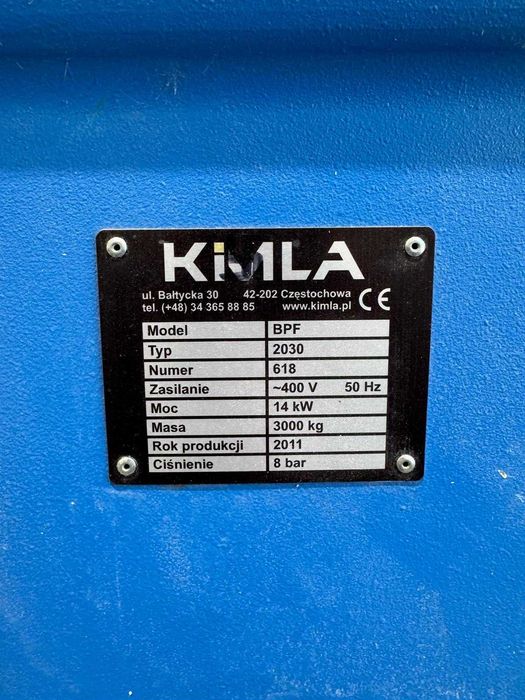 KiMLA
ul. Bałtycka 30 42-202 Częstochowa
tel. (+48) 34 365 88 85 www.kimla.pl CE
Model BPF
Typ 2030
Numer 618
Zasilanie ~400 V 50 Hz
Moc 14 kW
Masa 3000 kg
Rok produkcji 2011
Ciśnienie 8 bar